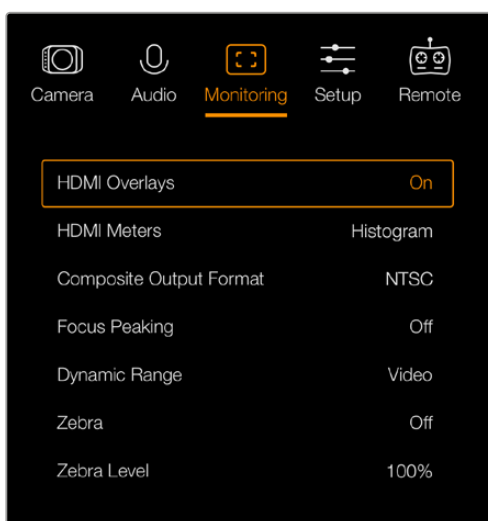 Camera Audio Monitoring Setup Remote
HDMI Overlays On
HDMI Meters Histogram
Composite Output Format NTSC
Focus Peaking Off
Dynamic Range Video
Zebra Off
Zebra Level 100%